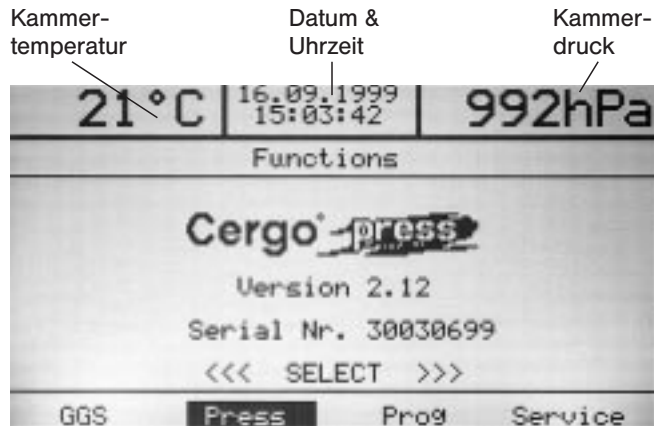 Kammer-
temperatur
Datum &
Uhrzeit
Kammer-
druck
21°C
16.09.1999
15:03:42
992hPa
Functions
Cergo® press
Version 2.12
Serial Nr. 30030699
<<< SELECT >>>
GGS Press Prog Service